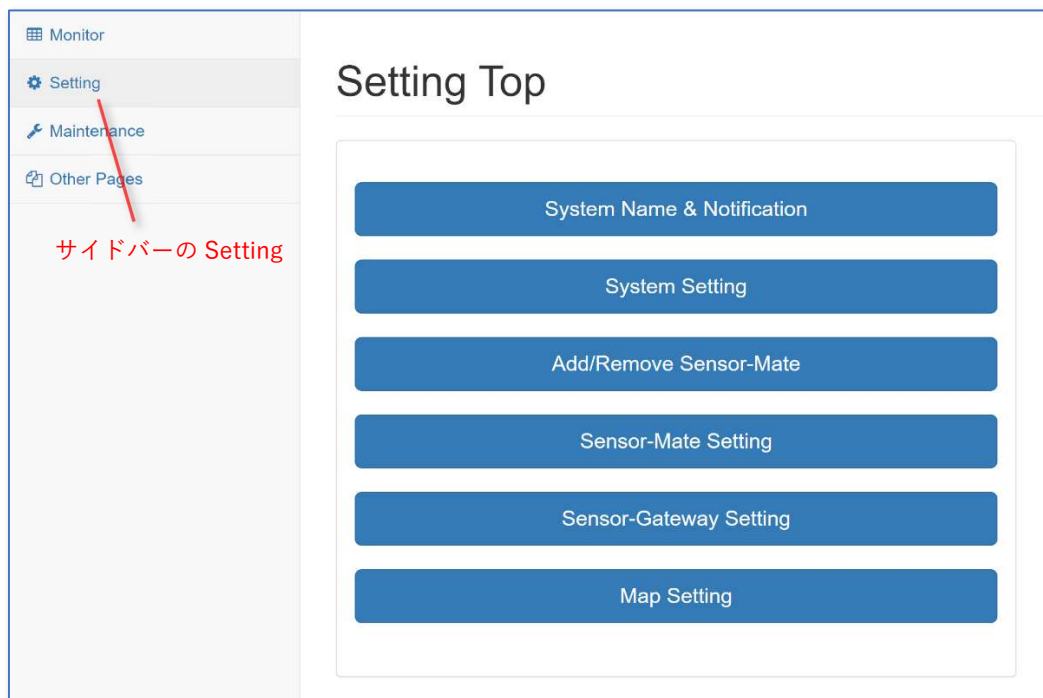 Monitor
Setting
Maintenance
Other Pages
サイドバーの Setting
Setting Top
System Name & Notification
System Setting
Add/Remove Sensor-Mate
Sensor-Mate Setting
Sensor-Gateway Setting
Map Setting